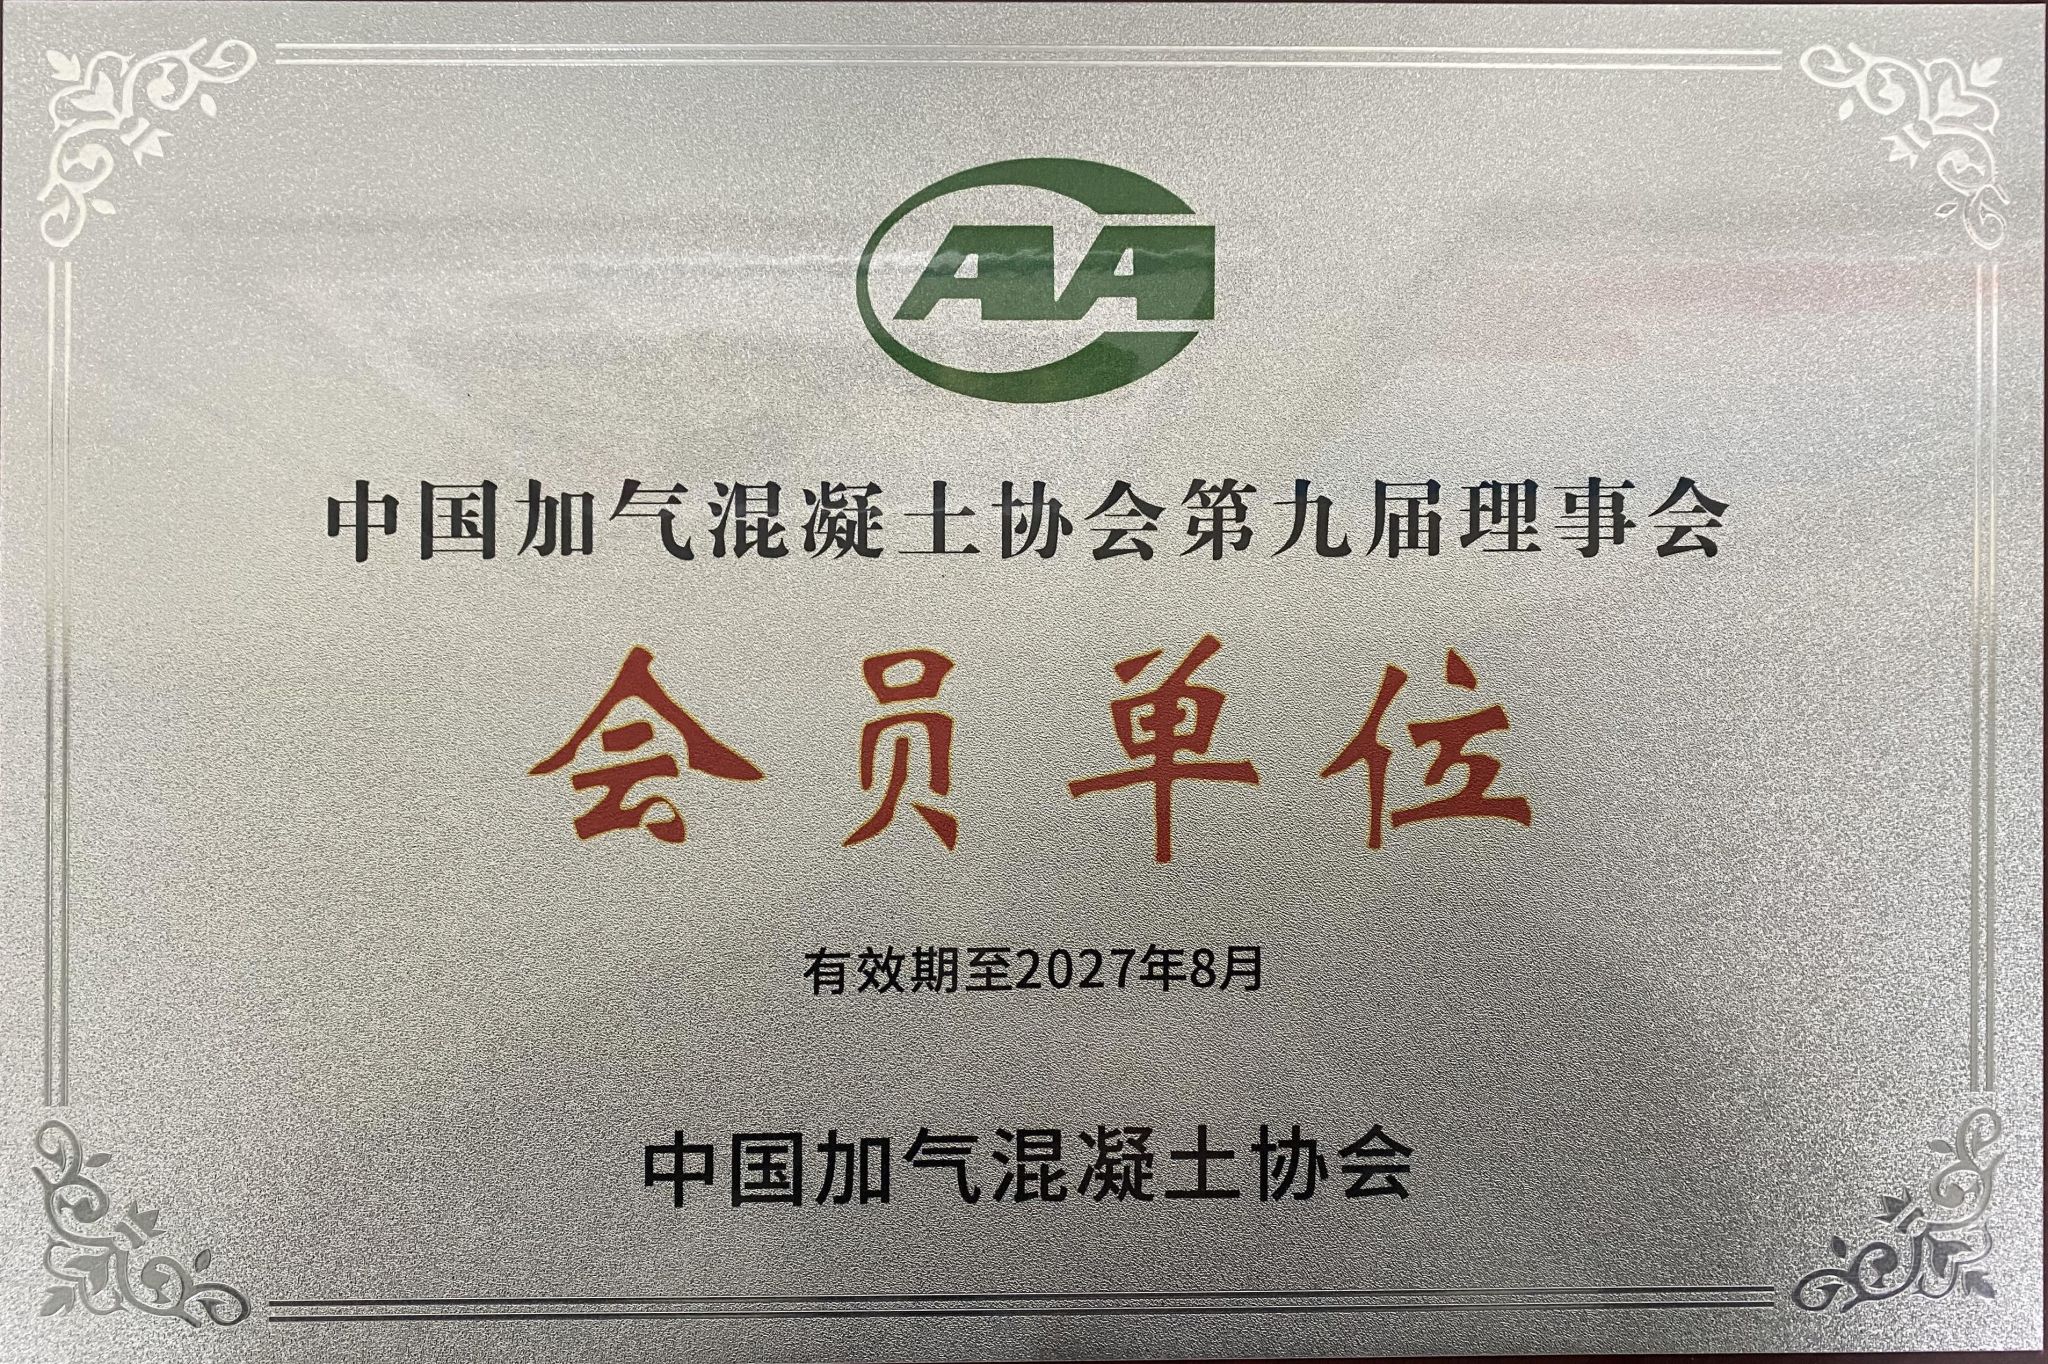 CAA
中国加气混凝土协会第九届理事会
会员单位
有效期至2027年8月
中国加气混凝土协会